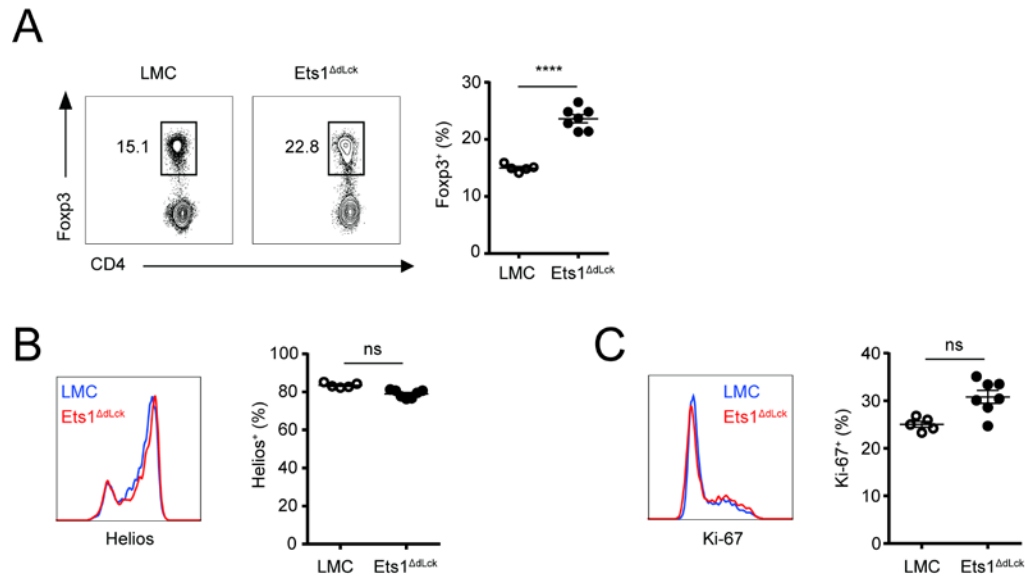 A
LMC
Ets1ΔdLck
Foxp3
15.1
22.8
CD4
Foxp3+ (%)
30
20
10
0
****
LMC
Ets1ΔdLck
B
LMC
Ets1ΔdLck
Helios
Helios+ (%)
100
80
60
40
20
0
ns
LMC
Ets1ΔdLck
C
LMC
Ets1ΔdLck
Ki-67
Ki-67+ (%)
40
30
20
10
0
ns
LMC
Ets1ΔdLck